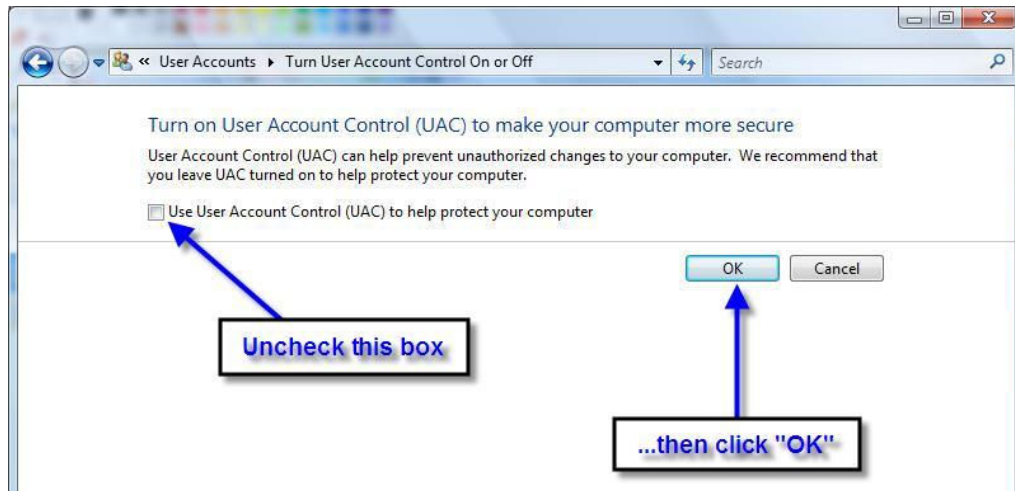 « User Accounts ▸ Turn User Account Control On or Off
Search
Turn on User Account Control (UAC) to make your computer more secure
User Account Control (UAC) can help prevent unauthorized changes to your computer. We recommend that
you leave UAC turned on to help protect your computer.
Use User Account Control (UAC) to help protect your computer
OK
Cancel
Uncheck this box
...then click "OK"